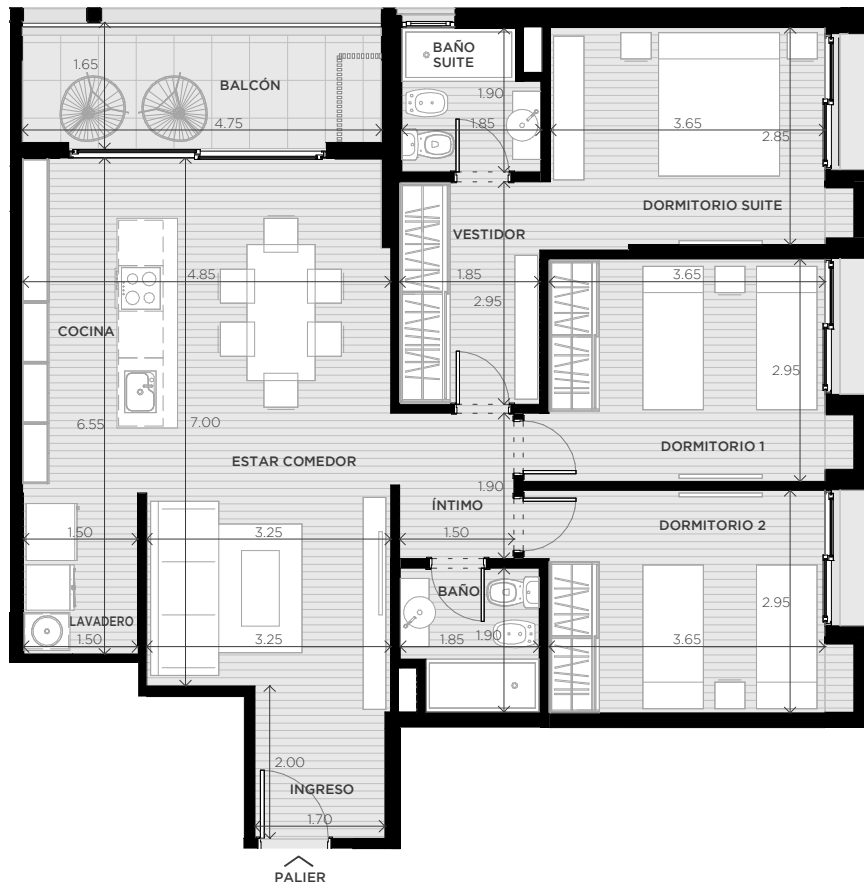 BAÑO
SUITE
1.65
BALCÓN
1.90
4.75
1.85
3.65
2.85
DORMITORIO SUITE
VESTIDOR
4.85
1.85
3.65
2.95
COCINA
2.95
6.55
7.00
DORMITORIO 1
ESTAR COMEDOR
1.90
ÍNTIMO
DORMITORIO 2
1.50
3.25
1.50
BAÑO
2.95
LAVADERO
1.50
3.25
1.85
1.90
3.65
2.00
INGRESO
1.70
PALIER